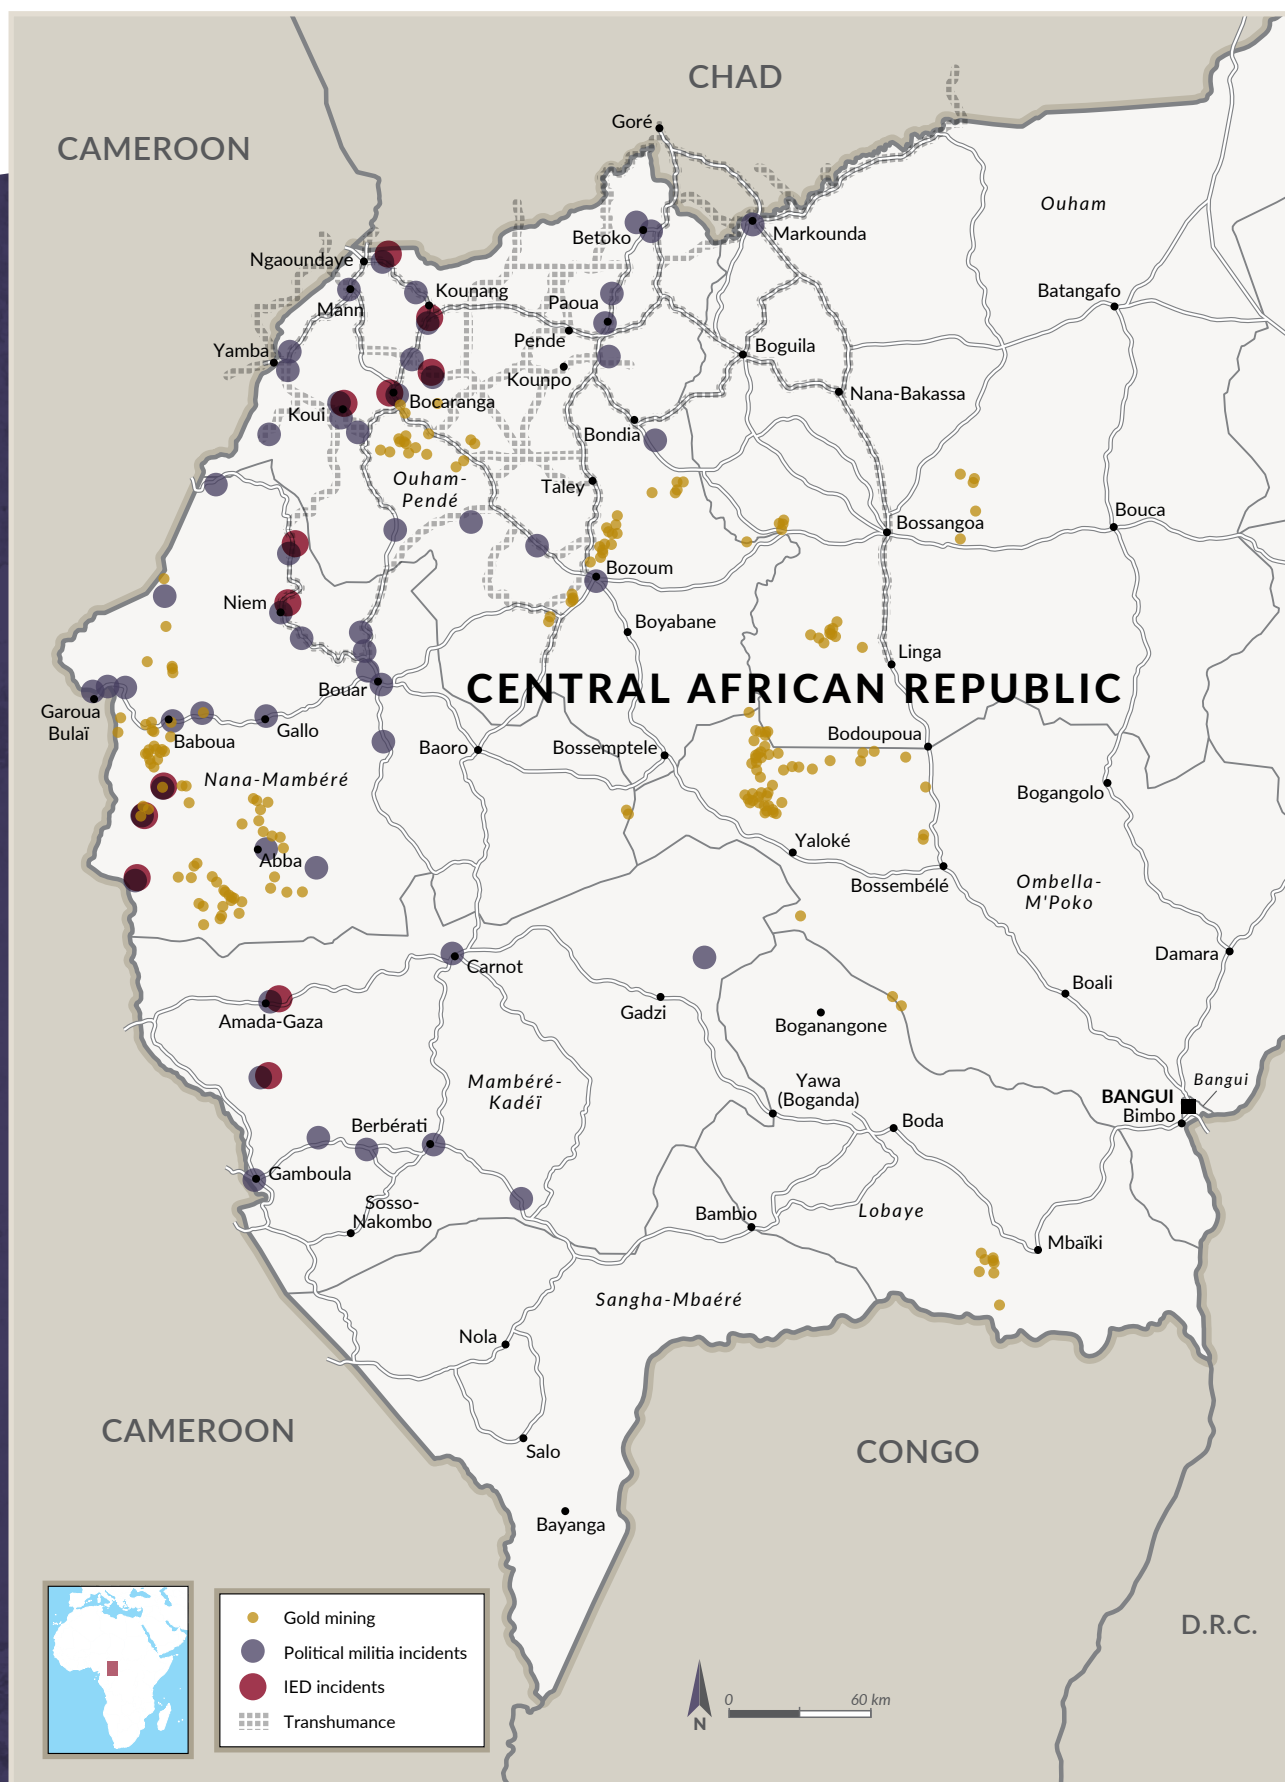 CHAD
Goré
CAMEROON
Ouham
Betoko
Markounda
Ngaoundaye
Kounang
Batangafo
Mann
Paoua
Pende
Yamba
Boguila
Kounpo
Nana-Bakassa
Bocaranga
Koui
Bondia
Ouham-
Pendé
Taley
Bossangoa
Bouca
Bozoum
Niem
Boyabane
Linga
CENTRAL AFRICAN REPUBLIC
Bouar
Garoua
Bulaï
Gallo
Baboua
Baoro
Bossemptele
Bodoupoua
Nana-Mambéré
Bogangolo
Yaloké
Abba
Bossembélé
Ombella-
M'Poko
Damara
Carnot
Boali
Gadzi
Amada-Gaza
Boganangone
Mambéré-
Kadéï
Yawa
(Boganda)
Bangui
BANGUI
Bimbo
Berbérati
Boda
Gamboula
Sosso-
Nakombo
Bambio
Lobaye
Mbaïki
Sangha-Mbaéré
Nola
CAMEROON
Salo
CONGO
Bayanga
D.R.C.
Gold mining
Political militia incidents
IED incidents
Transhumance
N
0 60 km